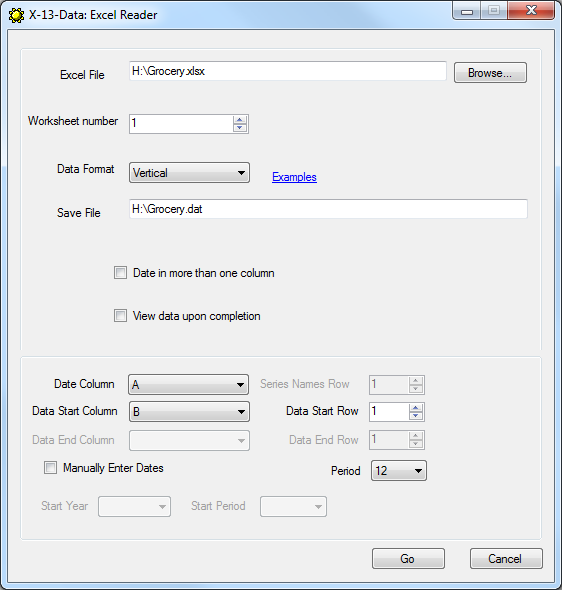 X-13-Data: Excel Reader
Excel File H:\Grocery.xlsx Browse...
Worksheet number 1
Data Format Vertical Examples
Save File H:\Grocery.dat
Date in more than one column
View data upon completion
Date Column A Series Names Row 1
Data Start Column B Data Start Row 1
Data End Column Data End Row 1
Manually Enter Dates Period 12
Start Year Start Period
Go Cancel